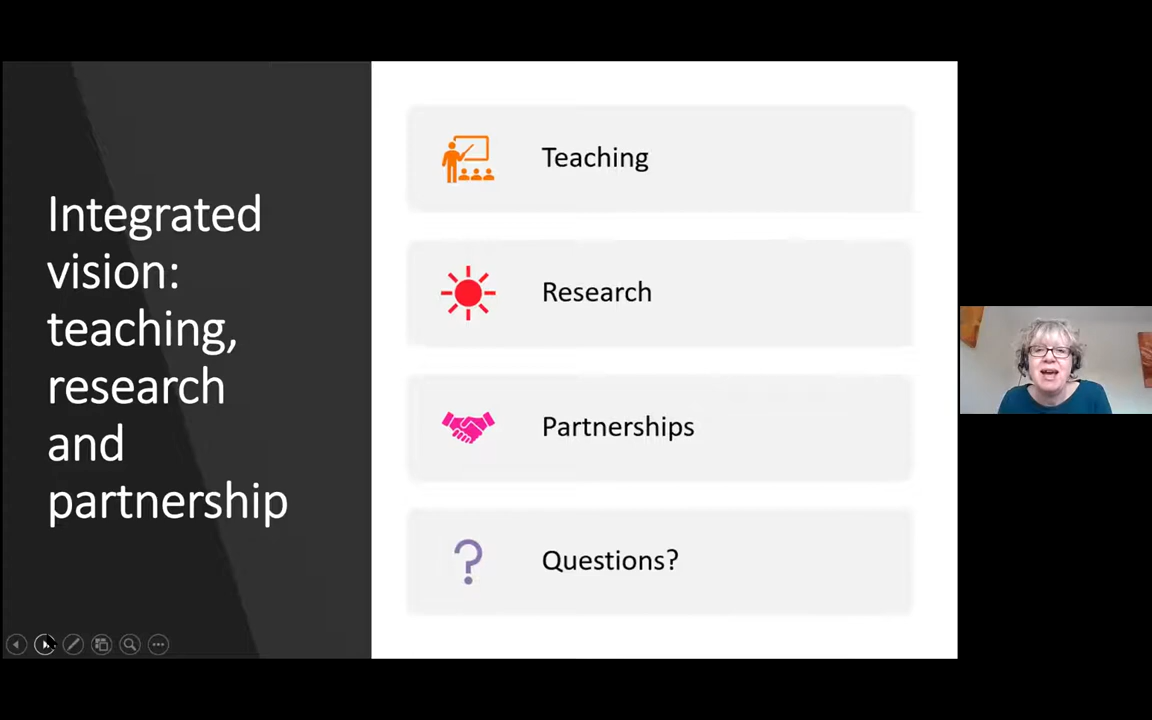 Integrated
vision:
teaching,
research
and
partnership
Teaching
Research
Partnerships
Questions?